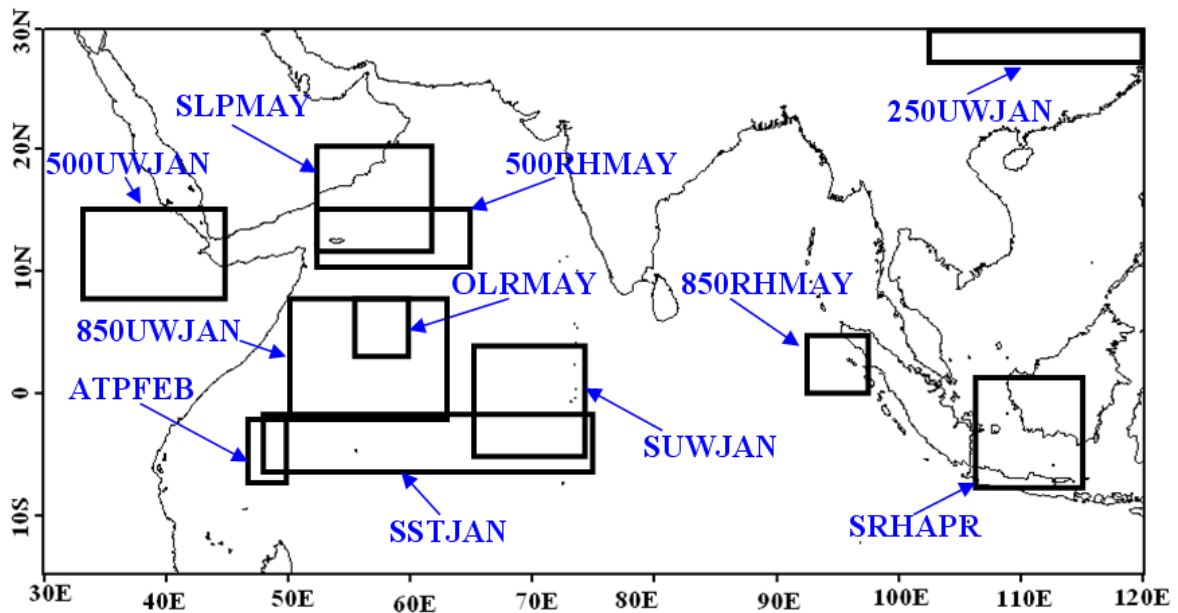 30N
20N
10N
0
10S
SLPMAY
250UWJAN
500UWJAN
500RHMAY
OLRMAY
850RHMAY
850UWJAN
ATPFEB
SUWJAN
SSTJAN
SRHAPR
30E
40E
50E
60E
70E
80E
90E
100E
110E
120E